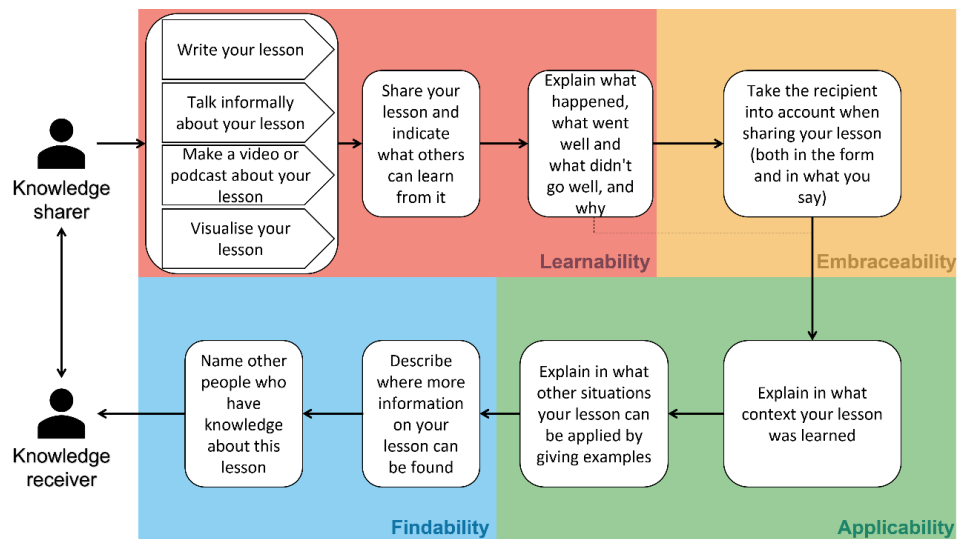 Write your lesson
Talk informally
about your lesson
Make a video or
podcast about your
lesson
Visualise your
lesson
Share your
lesson and
indicate
what others
can learn
from it
Explain what
happened,
what went
well and
what didn't
go well, and
why
Take the recipient
into account when
sharing your lesson
(both in the form
and in what you
say)
Knowledge
sharer
Learnability
Embraceability
Name other
people who
have
knowledge
about this
lesson
Describe
where more
information
on your
lesson can
be found
Explain in what
other situations
your lesson can
be applied by
giving examples
Explain in what
context your lesson
was learned
Knowledge
receiver
Findability
Applicability